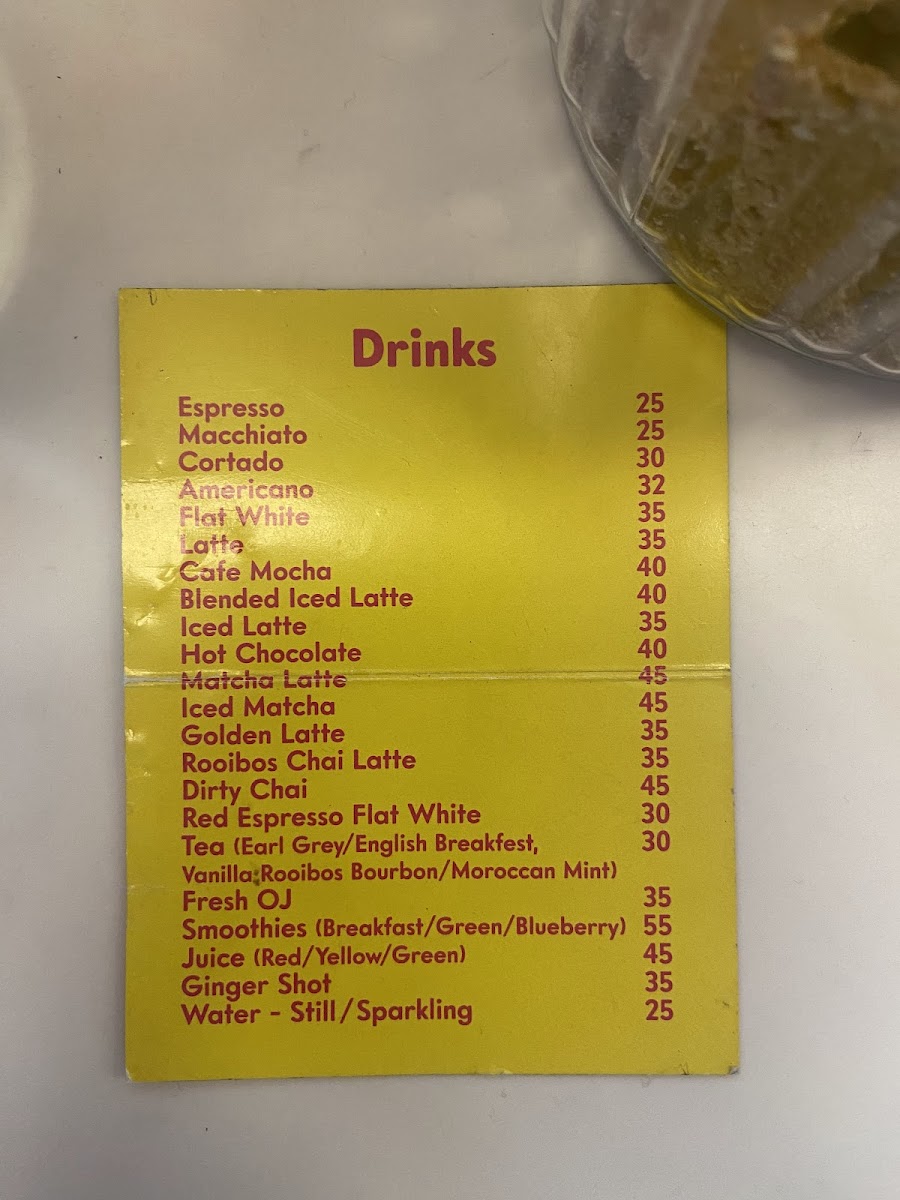 Drinks
Espresso 25
Macchiato 25
Cortado 30
Americano 32
Flat White 35
Latte 35
Cafe Mocha 40
Blended Iced Latte 40
Iced Latte 35
Hot Chocolate 40
Matcha Latte 45
Iced Matcha 45
Golden Latte 35
Rooibos Chai Latte 35
Dirty Chai 45
Red Espresso Flat White 30
Tea (Earl Grey/English Breakfest, 30
Vanilla Rooibos Bourbon/Moroccan Mint)
Fresh OJ 35
Smoothies (Breakfast/Green/Blueberry) 55
Juice (Red/Yellow/Green) 45
Ginger Shot 35
Water - Still/Sparkling 25